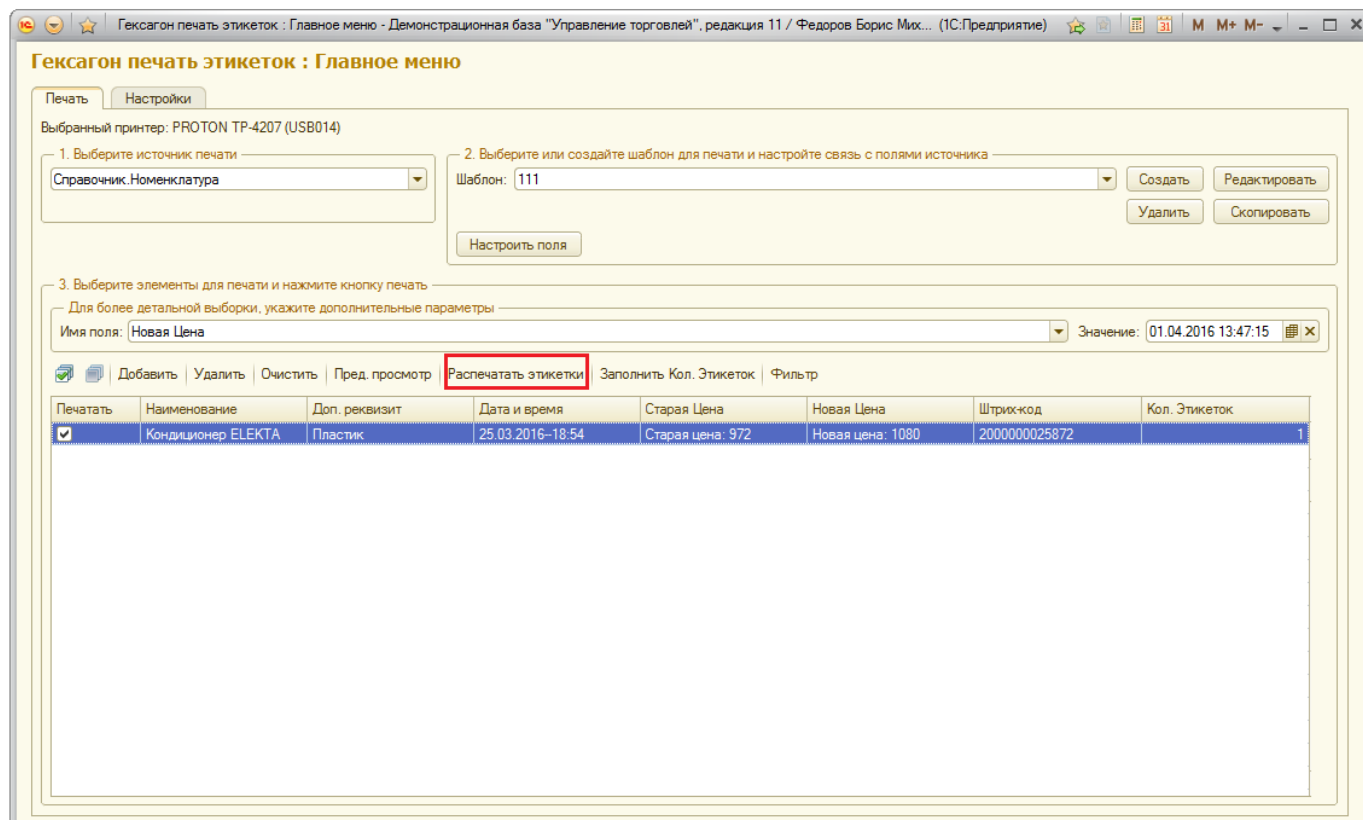 Гексагон печать этикеток : Главное меню - Демонстрационная база "Управление торговлей", редакция 11 / Федоров Борис Мих... (1С:Предприятие) 31 M M+ M-
Гексагон печать этикеток : Главное меню
Печать Настройки
Выбранный принтер: PROTON TP-4207 (USB014)
1. Выберите источник печати
Справочник.Номенклатура
2. Выберите или создайте шаблон для печати и настройте связь с полями источника
Шаблон: 111 Создать Редактировать
Удалить Скопировать
Настроить поля
3. Выберите элементы для печати и нажмите кнопку печать
Для более детальной выборки, укажите дополнительные параметры
Имя поля: Новая Цена Значение: 01.04.2016 13:47:15
Добавить Удалить Очистить Пред. просмотр Распечатать этикетки Заполнить Кол. Этикеток Фильтр
Печатать Наименование Доп. реквизит Дата и время Старая Цена Новая Цена Штрих-код Кол. Этикеток
Кондиционер ELEKTA Пластик 25.03.2016--18:54 Старая цена: 972 Новая цена: 1080 2000000025872 1